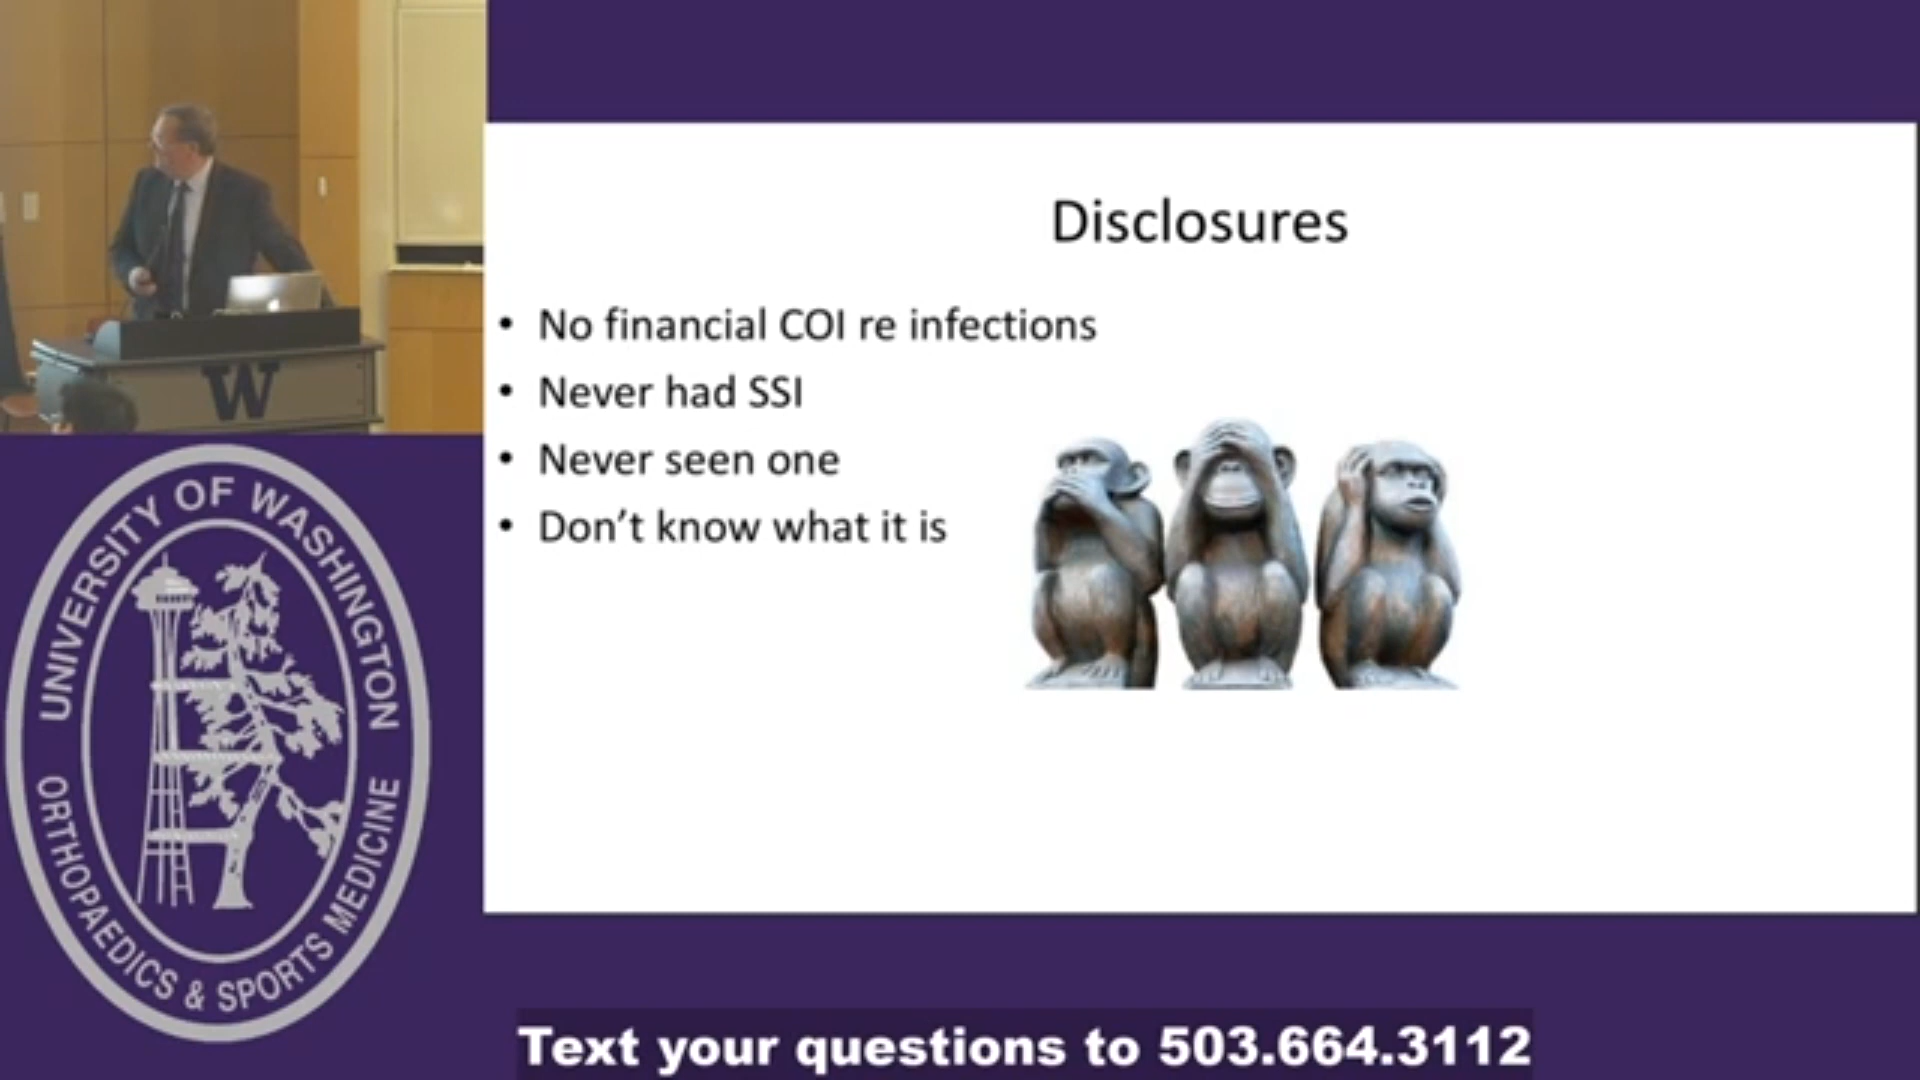 Disclosures
• No financial COI re infections
• Never had SSI
• Never seen one
• Don't know what it is
W
UNIVERSITY OF WASHINGTON
ORTHOPAEDICS & SPORTS MEDICINE
Text your questions to 503.664.3112